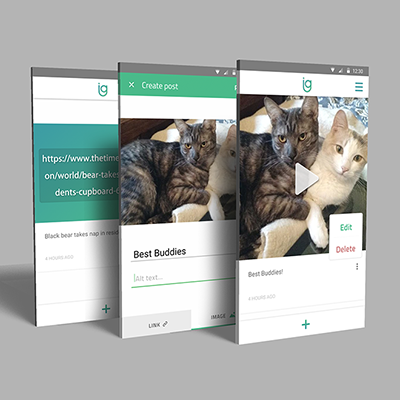 ig
https://www.thetime
on/world/bear-takes
dents-cupboard-
Black bear takes nap in resid
6 HOURS AGO
+
× Create post
Best Buddies
Alt text...
LINK
IMAGE
12:30
ig
Edit
Delete
Best Buddies!
6 HOURS AGO
+